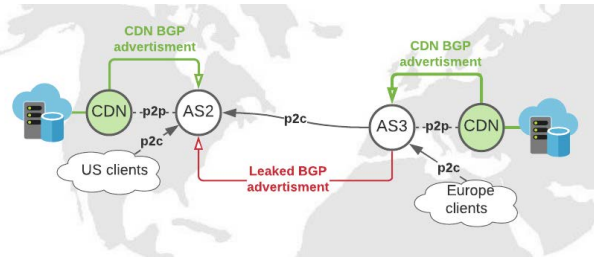 CDN BGP
advertisment
CDN BGP
advertisment
CDN
p2p
AS2
p2c
AS3
p2p
CDN
p2c
US clients
p2c
Leaked BGP
advertisment
Europe
clients